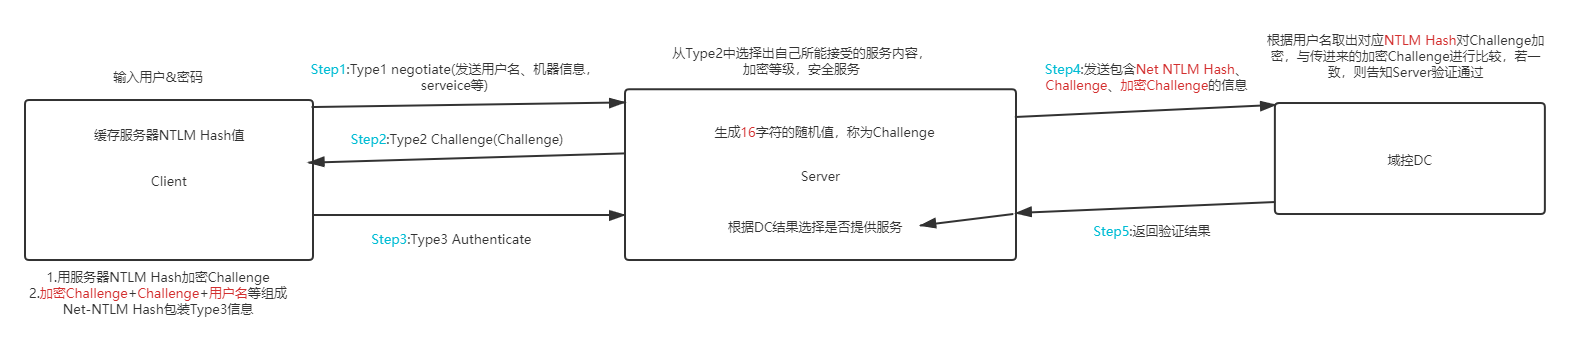 输入用户&密码
缓存服务器NTLM Hash值
Client
1.用服务器NTLM Hash加密Challenge
2.加密Challenge+Challenge+用户名等组成
Net-NTLM Hash包装Type3信息
Step1:Type1 negotiate(发送用户名、机器信息,
serveice等)
Step2:Type2 Challenge(Challenge)
Step3:Type3 Authenticate
从Type2中选择出自己所能接受的服务内容,
加密等级，安全服务
生成16字符的随机值，称为Challenge
Server
根据DC结果选择是否提供服务
Step4:发送包含Net NTLM Hash、
Challenge、加密Challenge的信息
Step5:返回验证结果
根据用户名取出对应NTLM Hash对Challenge加
密，与传进来的加密Challenge进行比较，若一
致，则告知Server验证通过
域控DC